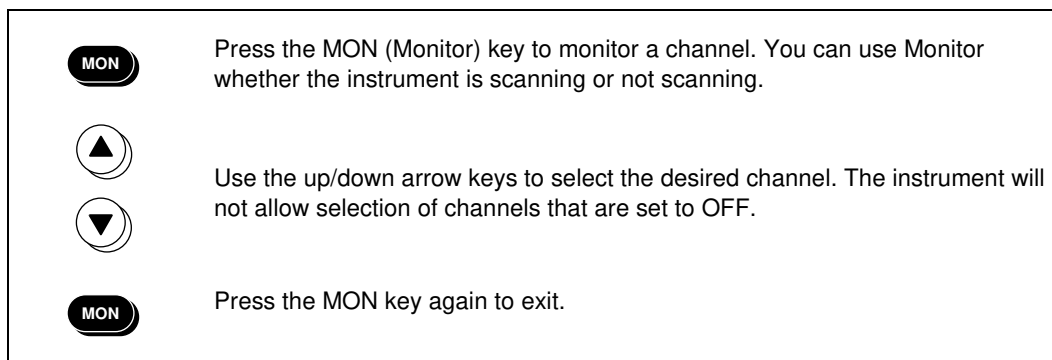 MON
Press the MON (Monitor) key to monitor a channel. You can use Monitor
whether the instrument is scanning or not scanning.
Use the up/down arrow keys to select the desired channel. The instrument will
not allow selection of channels that are set to OFF.
MON
Press the MON key again to exit.